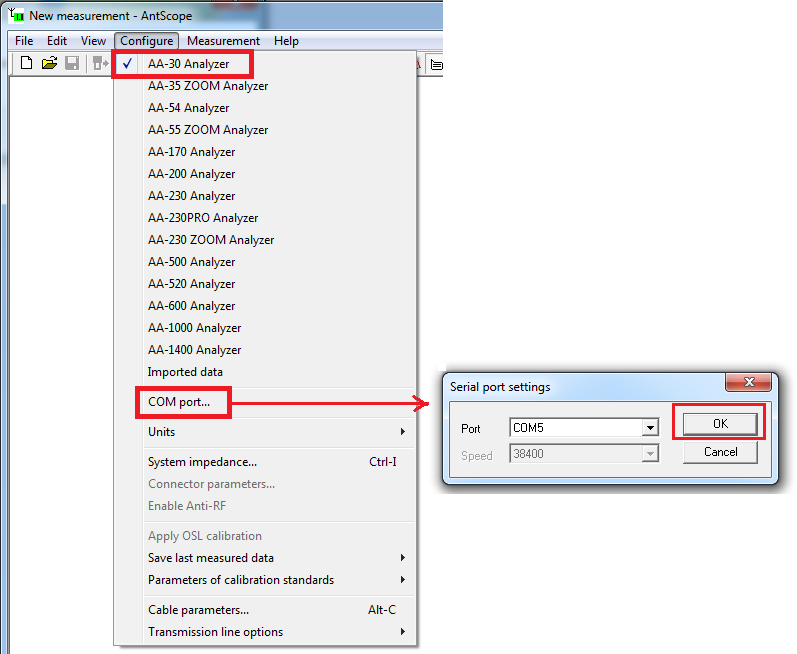 New measurement - AntScope
File Edit View Configure Measurement Help
AA-30 Analyzer
AA-35 ZOOM Analyzer
AA-54 Analyzer
AA-55 ZOOM Analyzer
AA-170 Analyzer
AA-200 Analyzer
AA-230 Analyzer
AA-230PRO Analyzer
AA-230 ZOOM Analyzer
AA-500 Analyzer
AA-520 Analyzer
AA-600 Analyzer
AA-1000 Analyzer
AA-1400 Analyzer
Imported data
COM port...
Units
System impedance... Ctrl-I
Connector parameters...
Enable Anti-RF
Apply OSL calibration
Save last measured data
Parameters of calibration standards
Cable parameters... Alt-C
Transmission line options
Serial port settings
Port COM5 OK
Speed 38400 Cancel